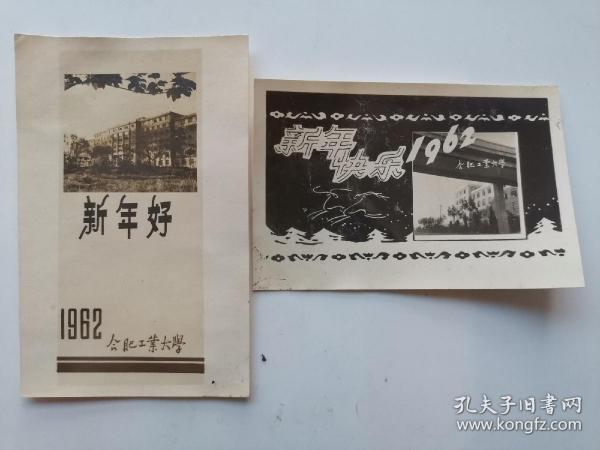 新年好
1962
合肥工業大學
新年
快乐
1962
合肥工業大學
孔夫子旧书网
www.kongfz.com